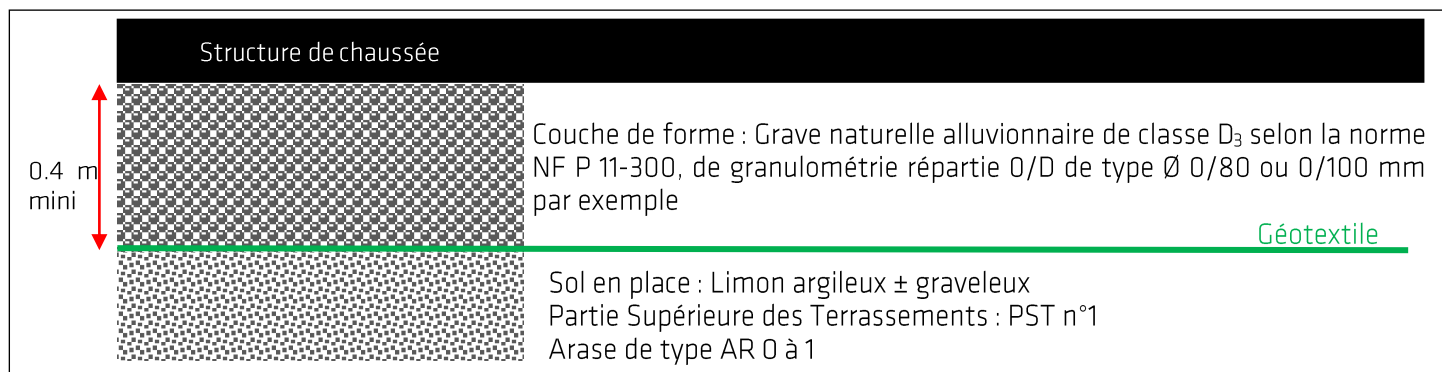 Structure de chaussée
0.4 m
mini
Couche de forme : Grave naturelle alluvionnaire de classe D₃ selon la norme
NF P 11-300, de granulométrie répartie 0/D de type Ø 0/80 ou 0/100 mm
par exemple
Géotextile
Sol en place : Limon argileux ± graveleux
Partie Supérieure des Terrassements : PST n°1
Arase de type AR 0 à 1